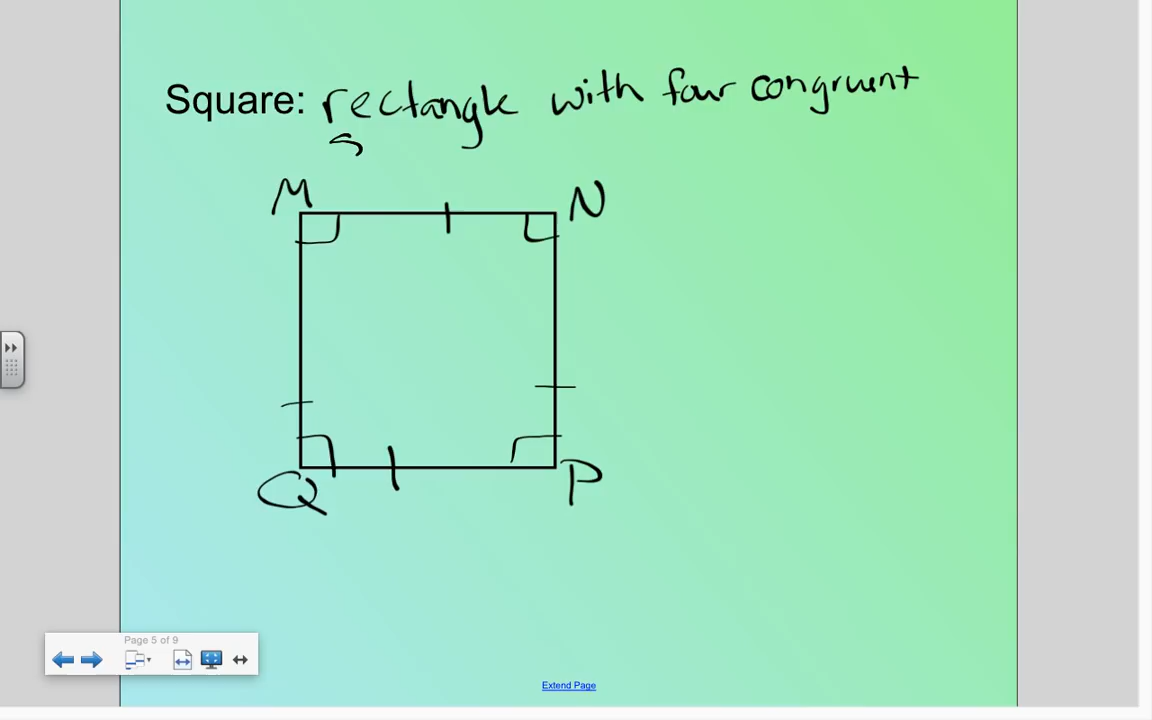 Square: rectangle with four congruent
s
M
N
Q
P
Page 5 of 9
Extend Page